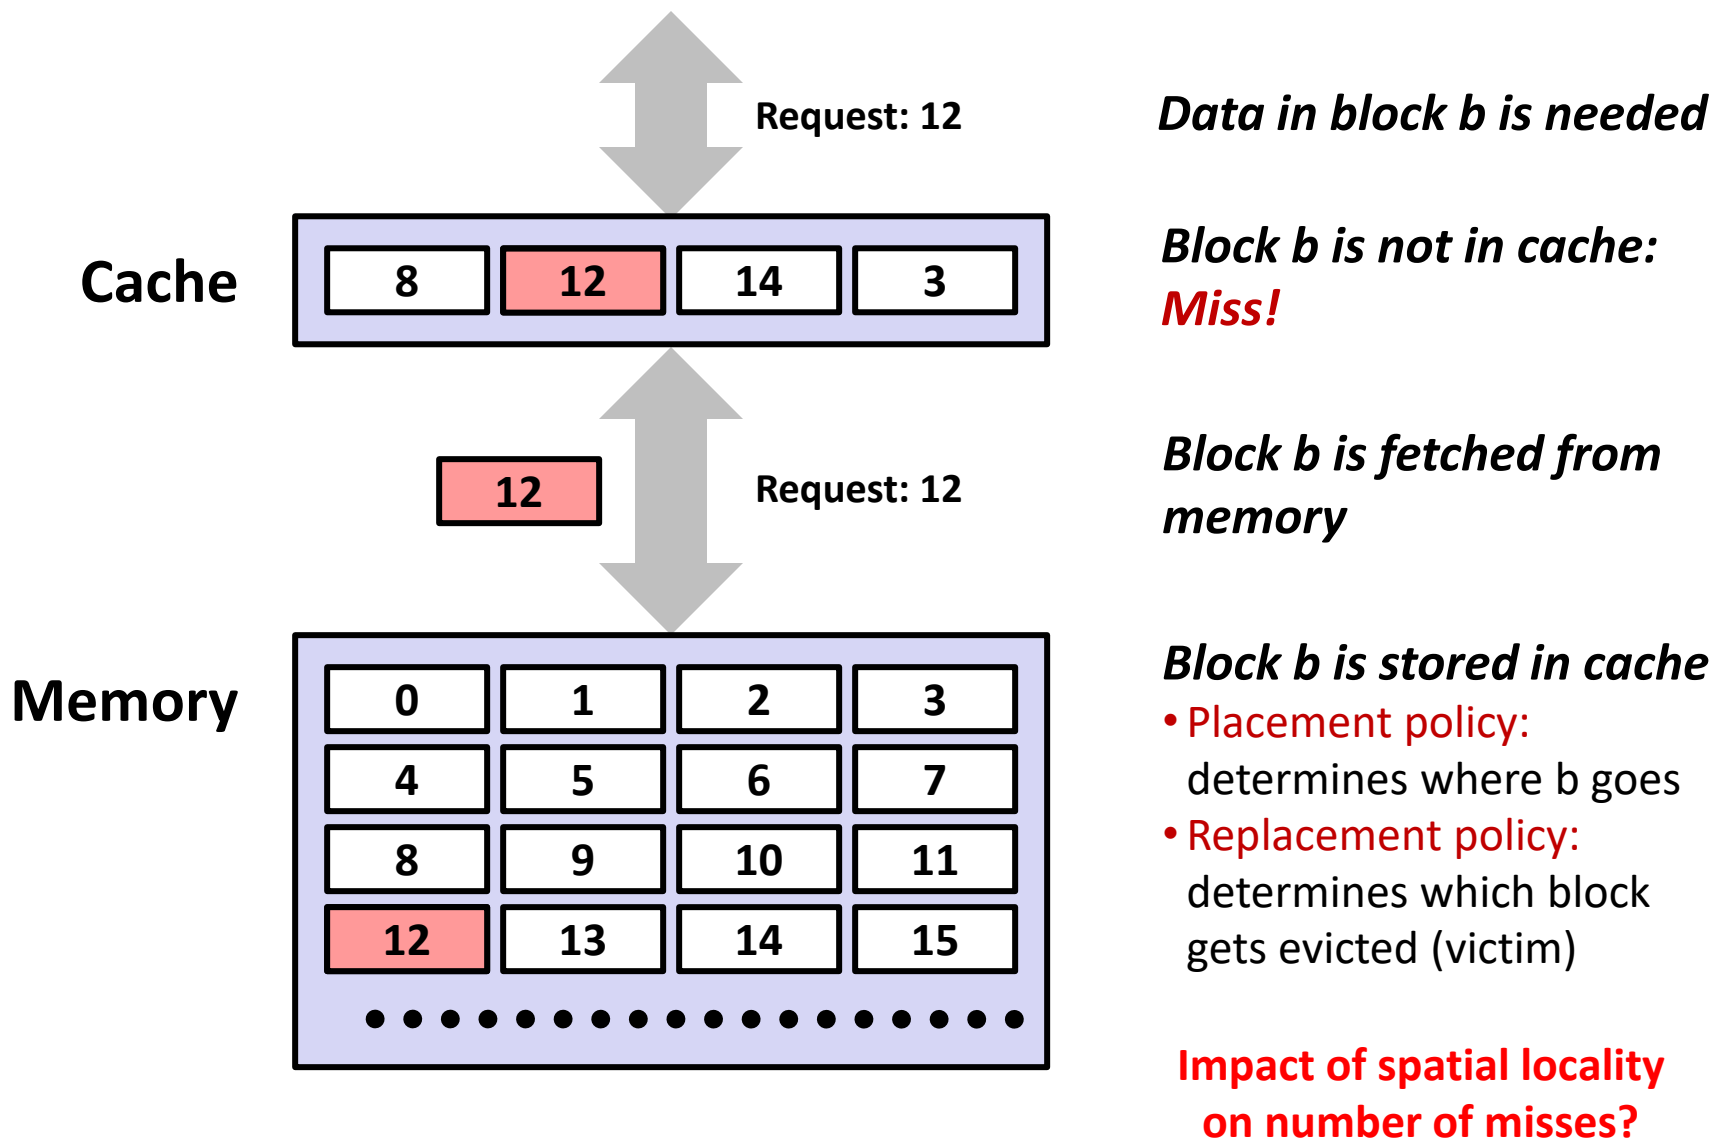 Request: 12
Data in block b is needed
Cache
8 12 14 3
Block b is not in cache:
Miss!
12
Request: 12
Block b is fetched from
memory
Memory
0 1 2 3
4 5 6 7
8 9 10 11
12 13 14 15
Block b is stored in cache
• Placement policy:
determines where b goes
• Replacement policy:
determines which block
gets evicted (victim)
Impact of spatial locality
on number of misses?